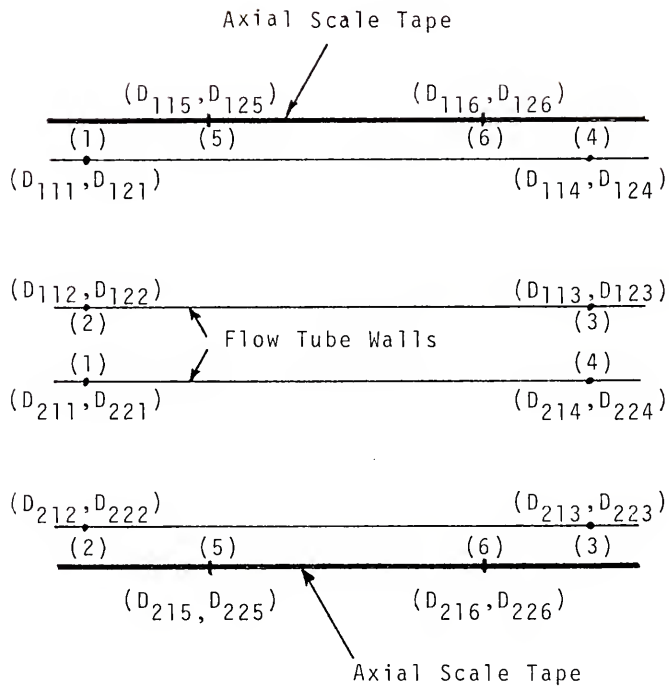 Axial Scale Tape
(D115,D125) (D116,D126)
(1) (5) (6) (4)
(D111,D121) (D114,D124)
(D112,D122) (D113,D123)
(2) (3)
Flow Tube Walls
(1) (4)
(D211,D221) (D214,D224)
(D212,D222) (D213,D223)
(2) (5) (6) (3)
(D215,D225) (D216,D226)
Axial Scale Tape